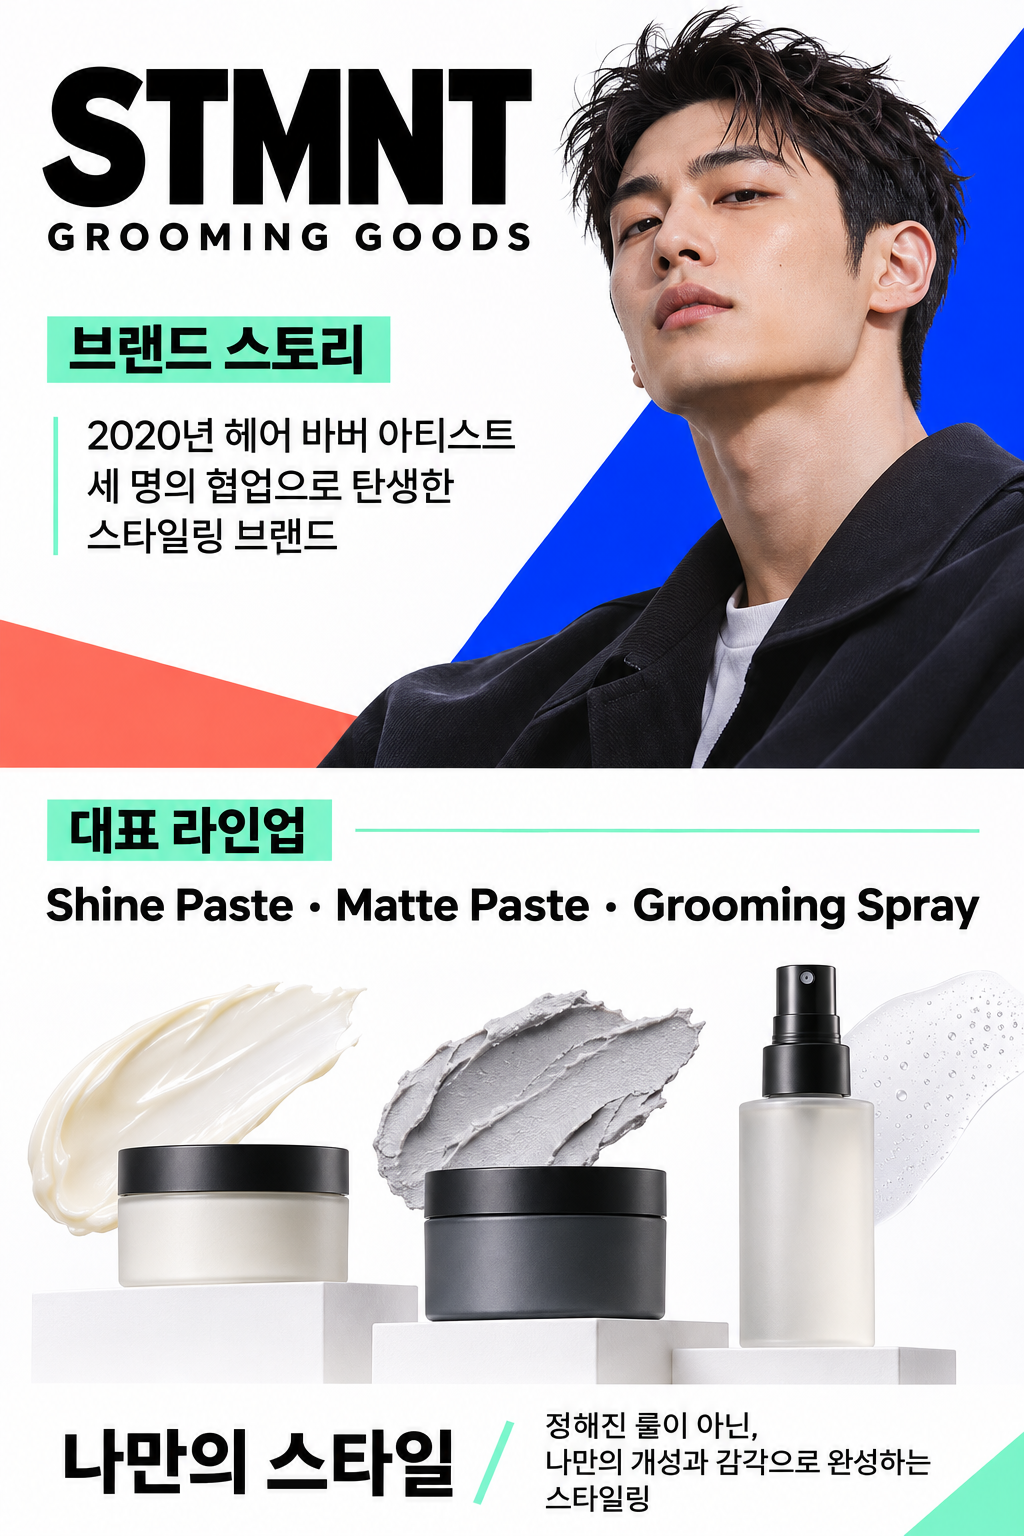 STMNT
GROOMING GOODS
브랜드 스토리
2020년 헤어 바버 아티스트
세 명의 협업으로 탄생한
스타일링 브랜드
대표 라인업
Shine Paste · Matte Paste · Grooming Spray
나만의 스타일
정해진 룰이 아닌,
나만의 개성과 감각으로 완성하는
스타일링